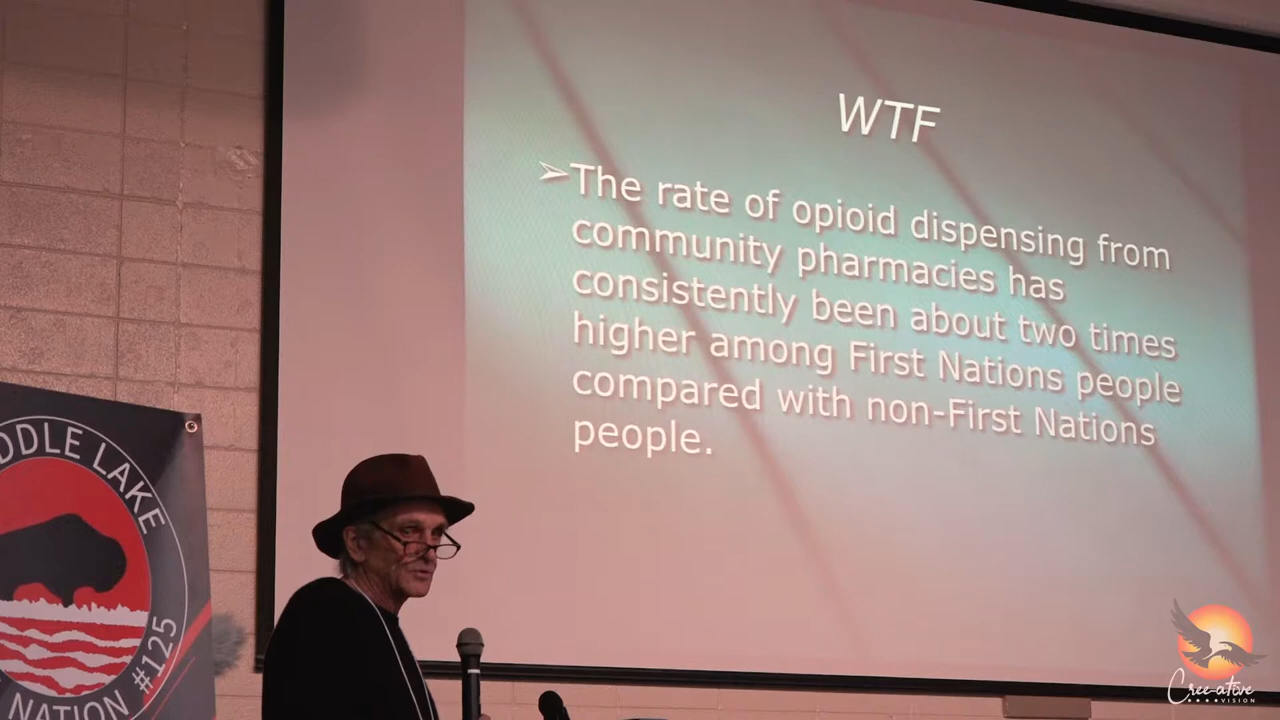 WTF
➢The rate of opioid dispensing from
community pharmacies has
consistently been about two times
higher among First Nations people
compared with non-First Nations
people.
DDLE LAKE
NATION #125
Cree-ative
VISION